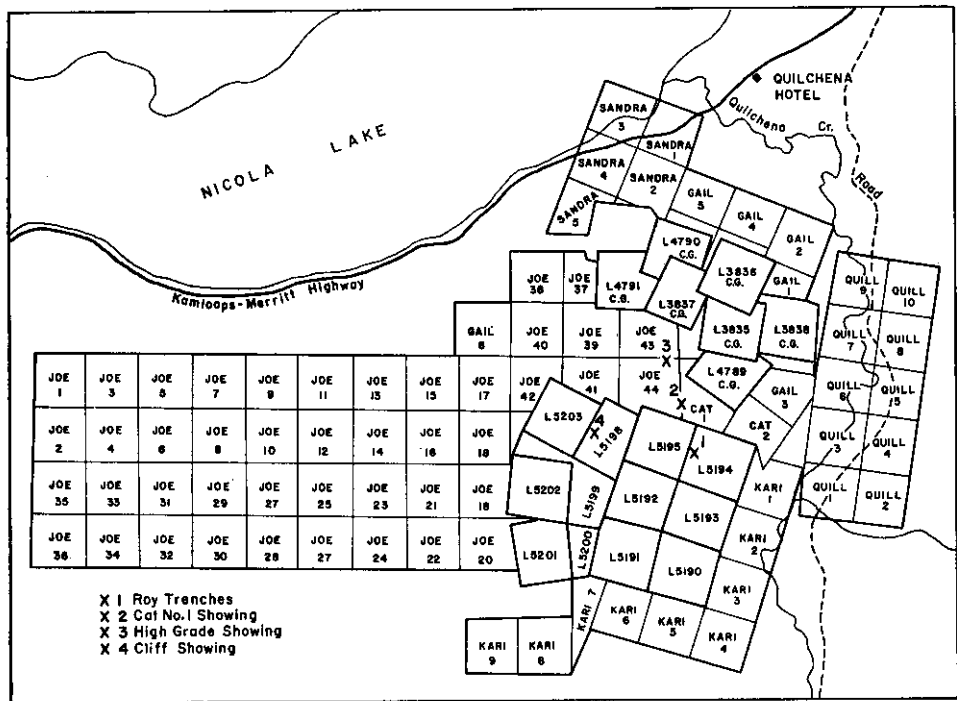 QUILCHENA
HOTEL
Quilchena Cr.
Road
NICOLA LAKE
Kamloops-Merritt Highway
SANDRA
3
SANDRA
1
SANDRA
4
SANDRA
2
SANDRA
5
GAIL
5
GAIL
4
GAIL
2
GAIL
1
L4790
C.G.
L3836
C.G.
L4791
C.G.
L3837
C.G.
L3835
C.G.
L3838
C.G.
L4789
C.G.
QUILL
9
QUILL
10
QUILL
7
QUILL
8
QUILL
6
QUILL
5
QUILL
3
QUILL
4
QUILL
1
QUILL
2
JOE
38
JOE
37
GAIL
6
JOE
40
JOE
39
JOE
43
3
JOE
1
JOE
3
JOE
5
JOE
7
JOE
9
JOE
11
JOE
13
JOE
15
JOE
17
JOE
42
JOE
41
JOE
44
2
CAT
1
GAIL
3
CAT
2
JOE
2
JOE
4
JOE
6
JOE
8
JOE
10
JOE
12
JOE
14
JOE
16
JOE
18
L5203
4
L5198
L5195
1
L5194
JOE
35
JOE
33
JOE
31
JOE
29
JOE
27
JOE
25
JOE
23
JOE
21
JOE
18
L5202
L5199
L5192
L5193
KARI
1
JOE
36
JOE
34
JOE
32
JOE
30
JOE
28
JOE
27
JOE
24
JOE
22
JOE
20
L5201
L5200
L5191
L5190
KARI
2
KARI
3
KARI
4
KARI
5
KARI
6
KARI 7
KARI
9
KARI
8
X 1 Roy Trenches
X 2 Cat No.1 Showing
X 3 High Grade Showing
X 4 Cliff Showing